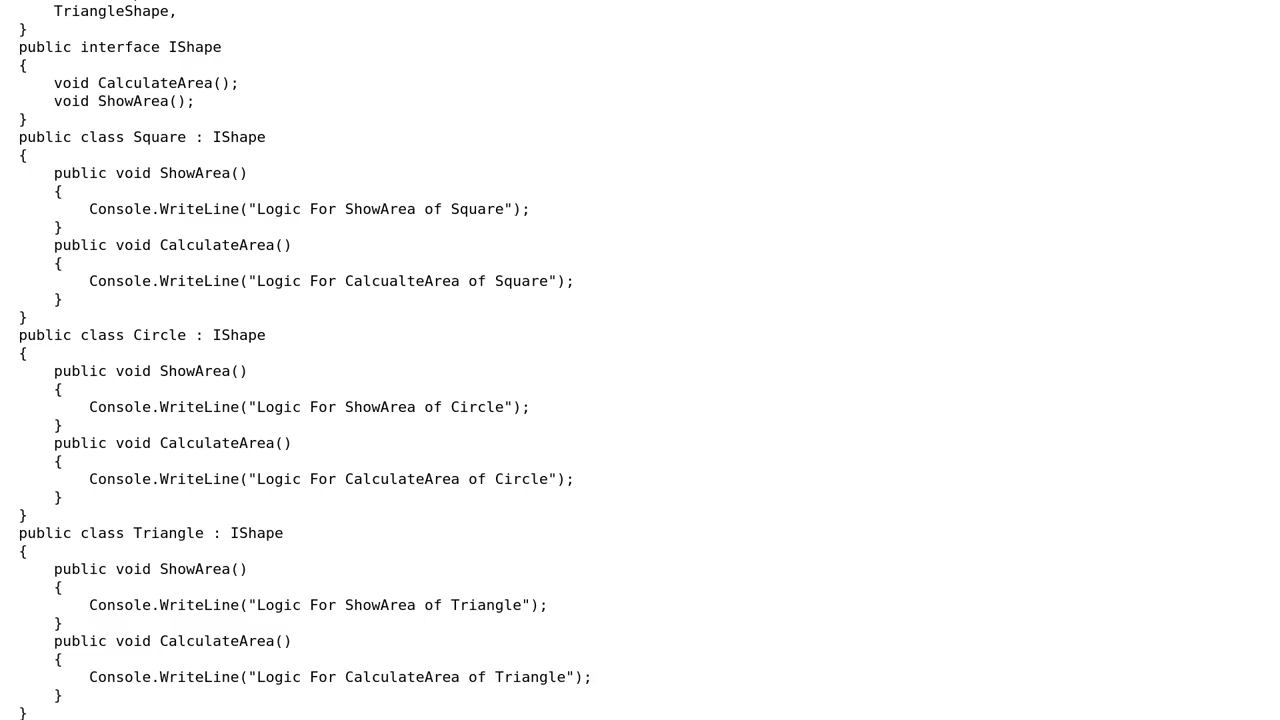 TriangleShape,
}
public interface IShape
{
    void CalculateArea();
    void ShowArea();
}
public class Square : IShape
{
    public void ShowArea()
    {
        Console.WriteLine("Logic For ShowArea of Square");
    }
    public void CalculateArea()
    {
        Console.WriteLine("Logic For CalcualteArea of Square");
    }
}
public class Circle : IShape
{
    public void ShowArea()
    {
        Console.WriteLine("Logic For ShowArea of Circle");
    }
    public void CalculateArea()
    {
        Console.WriteLine("Logic For CalculateArea of Circle");
    }
}
public class Triangle : IShape
{
    public void ShowArea()
    {
        Console.WriteLine("Logic For ShowArea of Triangle");
    }
    public void CalculateArea()
    {
        Console.WriteLine("Logic For CalculateArea of Triangle");
    }
}